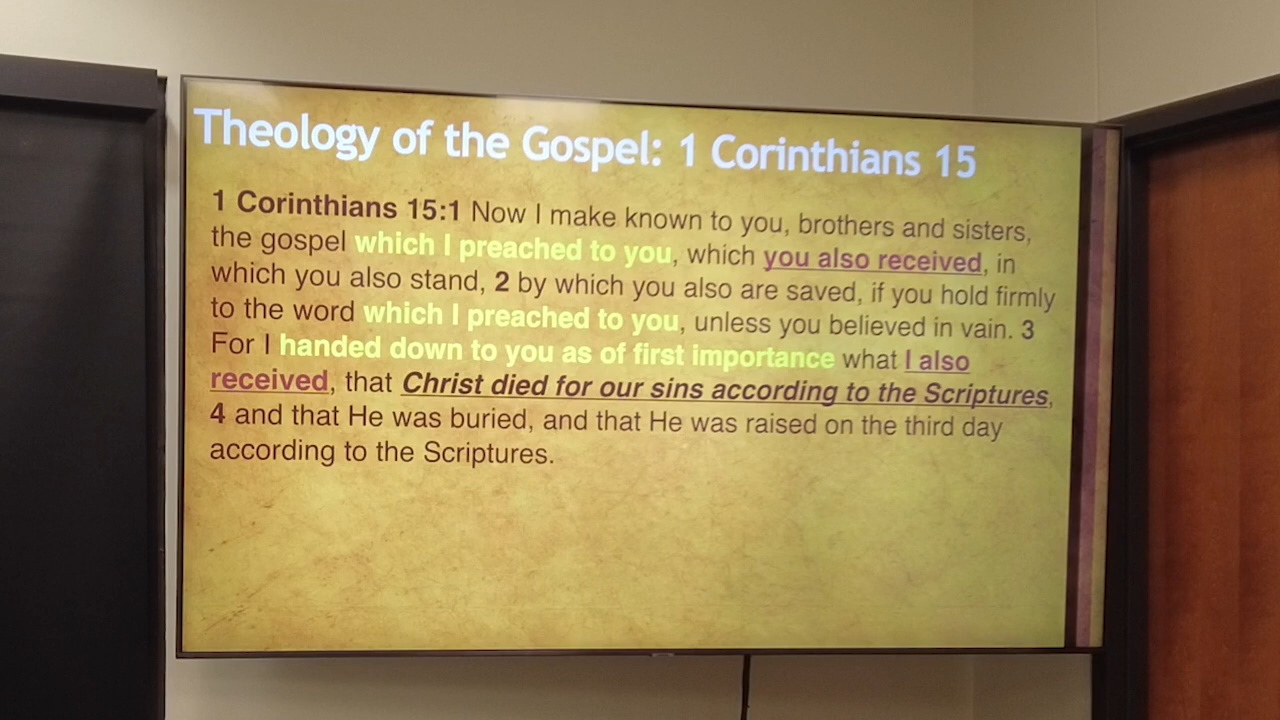 Theology of the Gospel: 1 Corinthians 15
1 Corinthians 15:1 Now I make known to you, brothers and sisters,
the gospel which I preached to you, which you also received, in
which you also stand, 2 by which you also are saved, if you hold firmly
to the word which I preached to you, unless you believed in vain. 3
For I handed down to you as of first importance what I also
received, that Christ died for our sins according to the Scriptures,
4 and that He was buried, and that He was raised on the third day
according to the Scriptures.